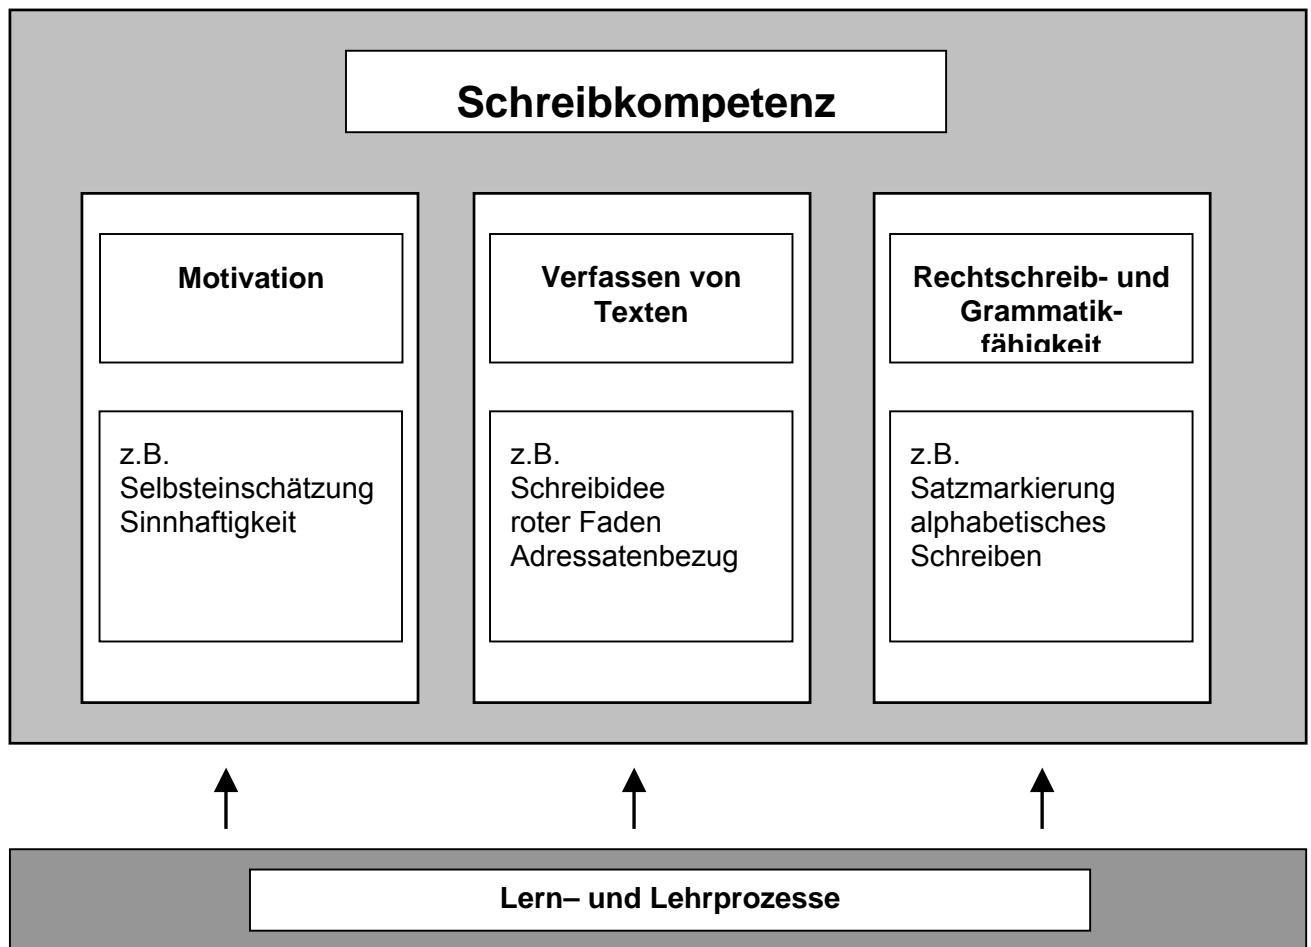 Schreibkompetenz
Motivation
z.B.
Selbsteinschätzung
Sinnhaftigkeit
Verfassen von
Texten
z.B.
Schreibidee
roter Faden
Adressatenbezug
Rechtschreib- und
Grammatik-
fähigkeit
z.B.
Satzmarkierung
alphabetisches
Schreiben
Lern– und Lehrprozesse